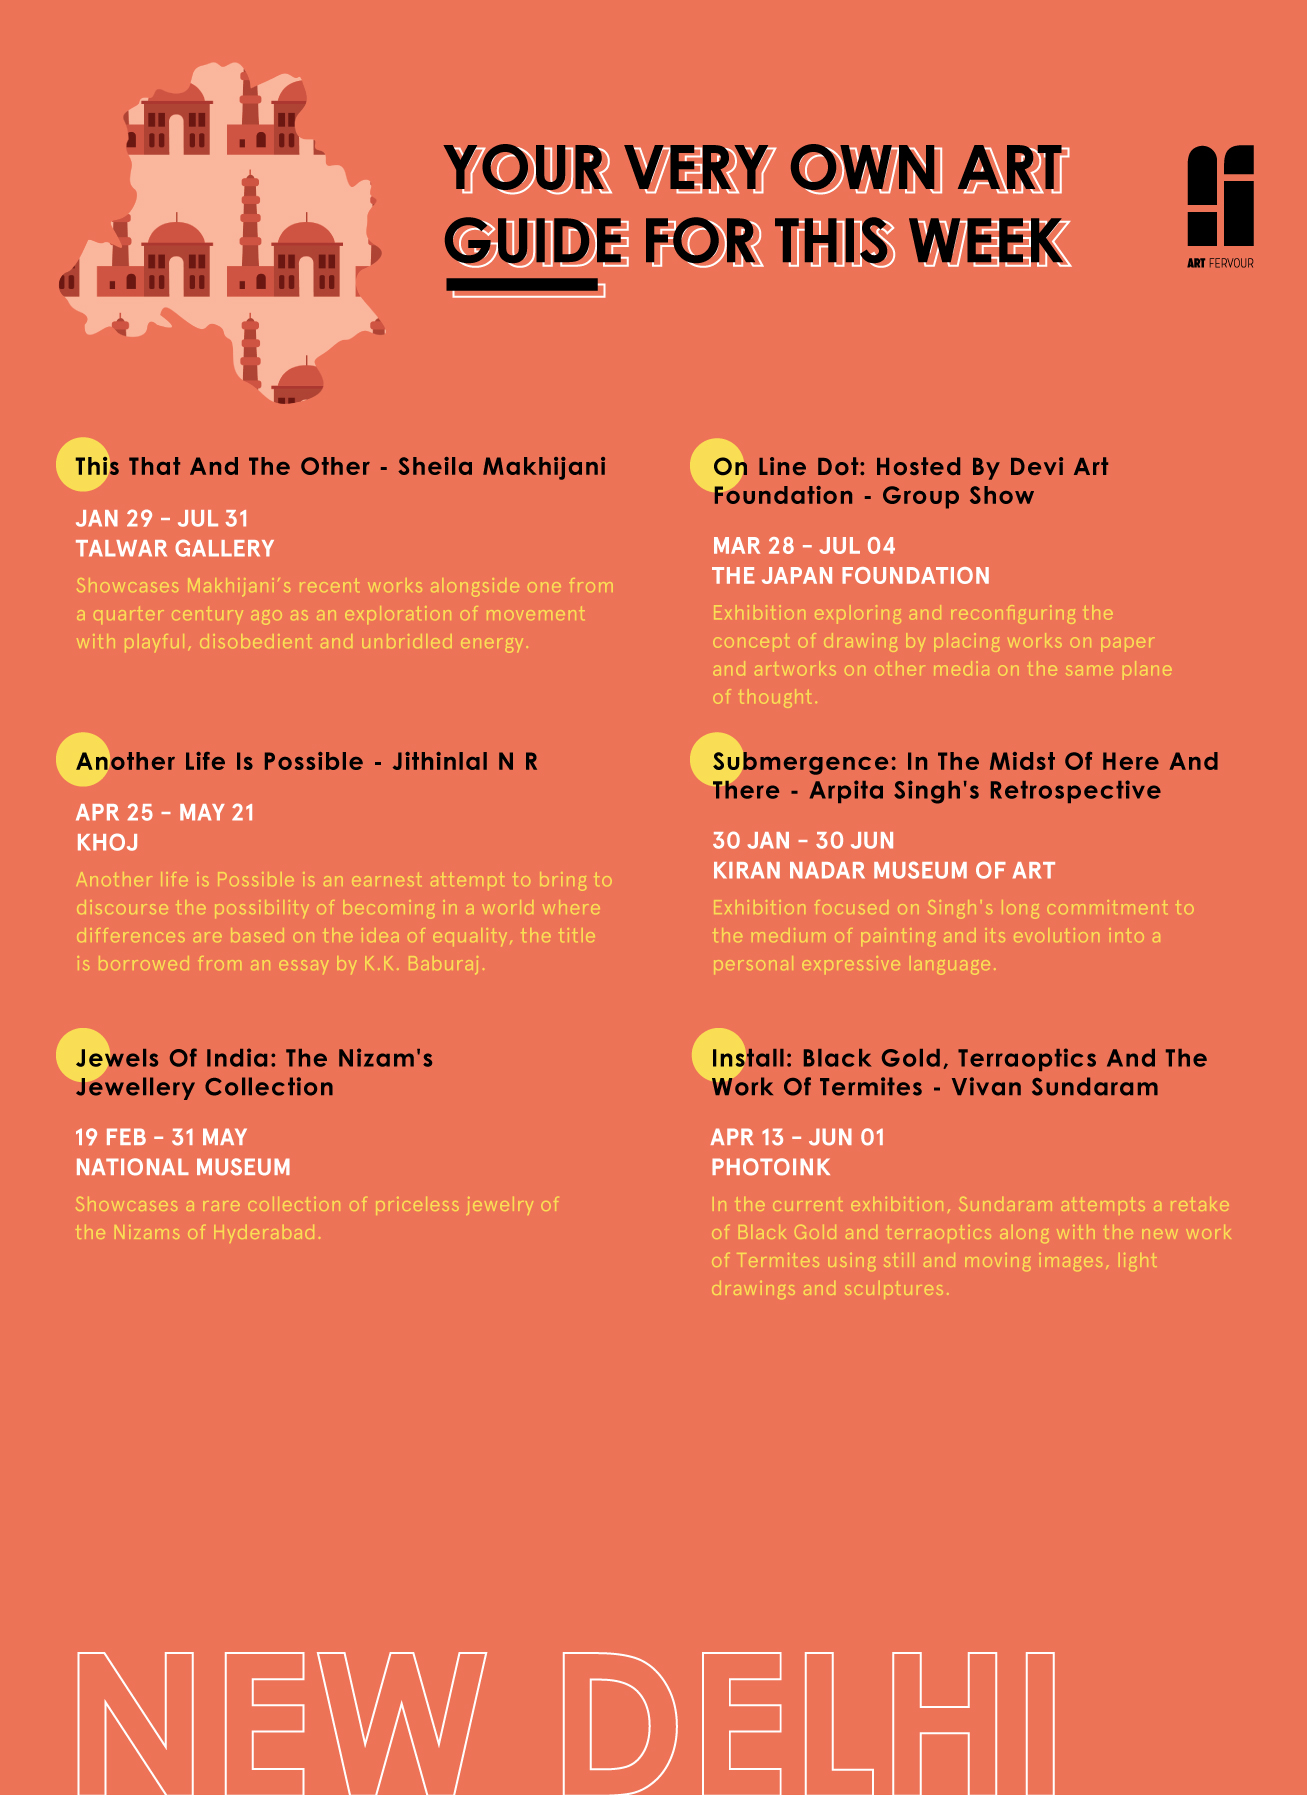 YOUR VERY OWN ART
GUIDE FOR THIS WEEK
ART FERVOUR
This That And The Other - Sheila Makhijani
JAN 29 – JUL 31
TALWAR GALLERY
Showcases Makhijani’s recent works alongside one from
a quarter century ago as an exploration of movement
with playful, disobedient and unbridled energy.
On Line Dot: Hosted By Devi Art
Foundation - Group Show
MAR 28 – JUL 04
THE JAPAN FOUNDATION
Exhibition exploring and reconfiguring the
concept of drawing by placing works on paper
and artworks on other media on the same plane
of thought.
Another Life Is Possible - Jithinlal N R
APR 25 – MAY 21
KHOJ
Another life is Possible is an earnest attempt to bring to
discourse the possibility of becoming in a world where
differences are based on the idea of equality, the title
is borrowed from an essay by K.K. Baburaj.
Submergence: In The Midst Of Here And
There - Arpita Singh's Retrospective
30 JAN – 30 JUN
KIRAN NADAR MUSEUM OF ART
Exhibition focused on Singh's long commitment to
the medium of painting and its evolution into a
personal expressive language.
Jewels Of India: The Nizam's
Jewellery Collection
19 FEB – 31 MAY
NATIONAL MUSEUM
Showcases a rare collection of priceless jewelry of
the Nizams of Hyderabad.
Install: Black Gold, Terraoptics And The
Work Of Termites - Vivan Sundaram
APR 13 – JUN 01
PHOTOINK
In the current exhibition, Sundaram attempts a retake
of Black Gold and terraoptics along with the new work
of Termites using still and moving images, light
drawings and sculptures.
NEW DELHI